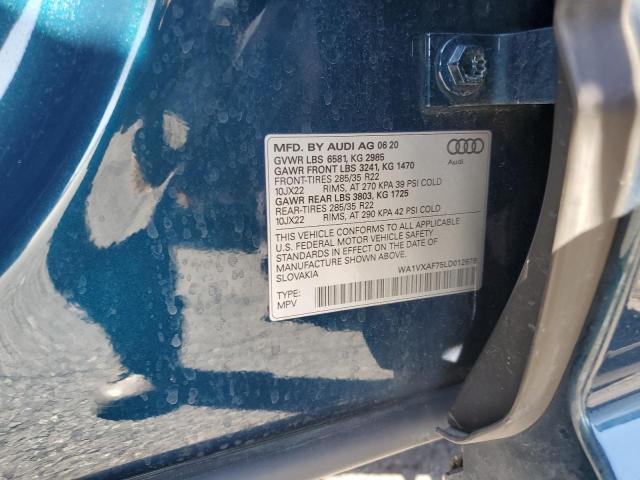 MFD. BY AUDI AG 06 20
GVWR LBS 6581, KG 2985
GAWR FRONT LBS 3241, KG 1470
FRONT-TIRES 285/35 R22
10JX22 RIMS, AT 270 KPA 39 PSI COLD
GAWR REAR LBS 3803, KG 1725
REAR-TIRES 285/35 R22
10JX22 RIMS, AT 290 KPA 42 PSI COLD
Audi
THIS VEHICLE CONFORMS TO ALL APPLICABLE
U.S. FEDERAL MOTOR VEHICLE SAFETY
STANDARDS IN EFFECT ON THE DATE OF
MANUFACTURE SHOWN ABOVE.
SLOVAKIA
WA1VXAF75LD012678
TYPE:
MPV